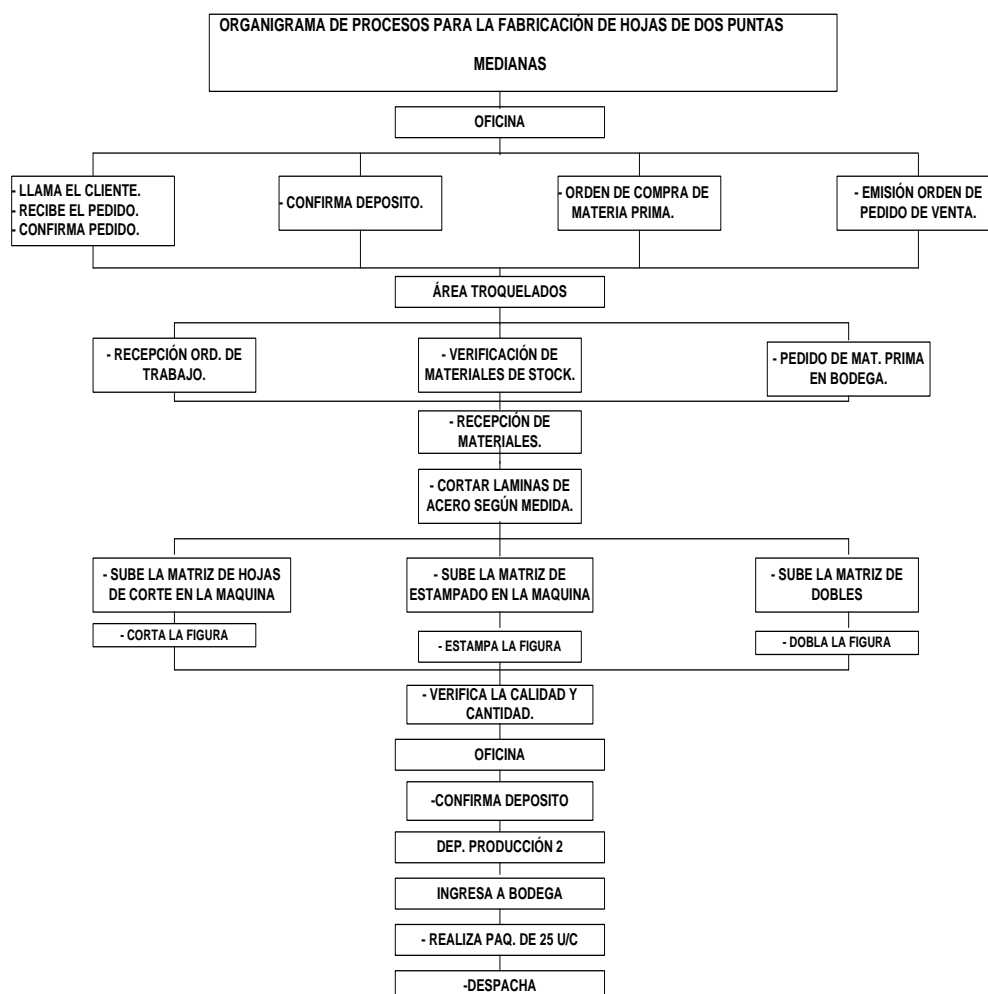 ORGANIGRAMA DE PROCESOS PARA LA FABRICACIÓN DE HOJAS DE DOS PUNTAS
MEDIANAS
OFICINA
- LLAMA EL CLIENTE.
- RECIBE EL PEDIDO.
- CONFIRMA PEDIDO.
- CONFIRMA DEPOSITO.
- ORDEN DE COMPRA DE
MATERIA PRIMA.
- EMISIÓN ORDEN DE
PEDIDO DE VENTA.
ÁREA TROQUELADOS
- RECEPCIÓN ORD. DE
TRABAJO.
- VERIFICACIÓN DE
MATERIALES DE STOCK.
- PEDIDO DE MAT. PRIMA
EN BODEGA.
- RECEPCIÓN DE
MATERIALES.
- CORTAR LAMINAS DE
ACERO SEGÚN MEDIDA.
- SUBE LA MATRIZ DE HOJAS
DE CORTE EN LA MAQUINA
- CORTA LA FIGURA
- SUBE LA MATRIZ DE
ESTAMPADO EN LA MAQUINA
- ESTAMPA LA FIGURA
- SUBE LA MATRIZ DE
DOBLES
- DOBLA LA FIGURA
- VERIFICA LA CALIDAD Y
CANTIDAD.
OFICINA
-CONFIRMA DEPOSITO
DEP. PRODUCCIÓN 2
INGRESA A BODEGA
- REALIZA PAQ. DE 25 U/C
-DESPACHA